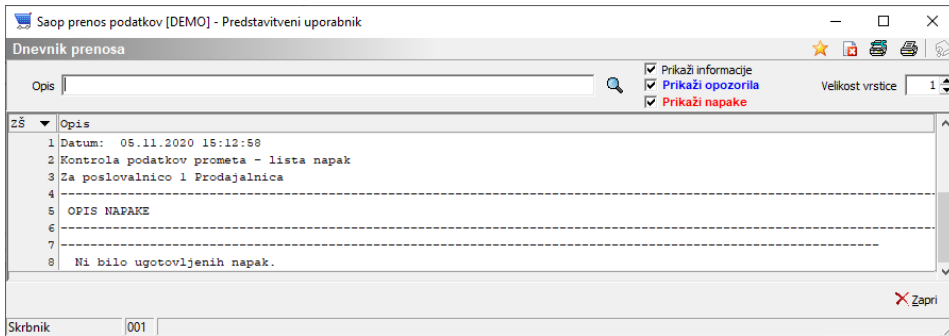 Saop prenos podatkov [DEMO] - Predstavitveni uporabnik
Dnevnik prenosa
Opis
Prikaži informacije
Prikaži opozorila
Prikaži napake
Velikost vrstice 1
ZŠ Opis
1 Datum: 05.11.2020 15:12:58
2 Kontrola podatkov prometa - lista napak
3 Za poslovalnico 1 Prodajalnica
4 ------------------------------------------------------------------------
5 OPIS NAPAKE
6 ------------------------------------------------------------------------
7 ------------------------------------------------------------------------
8 Ni bilo ugotovljenih napak.
Zapri
Skrbnik 001